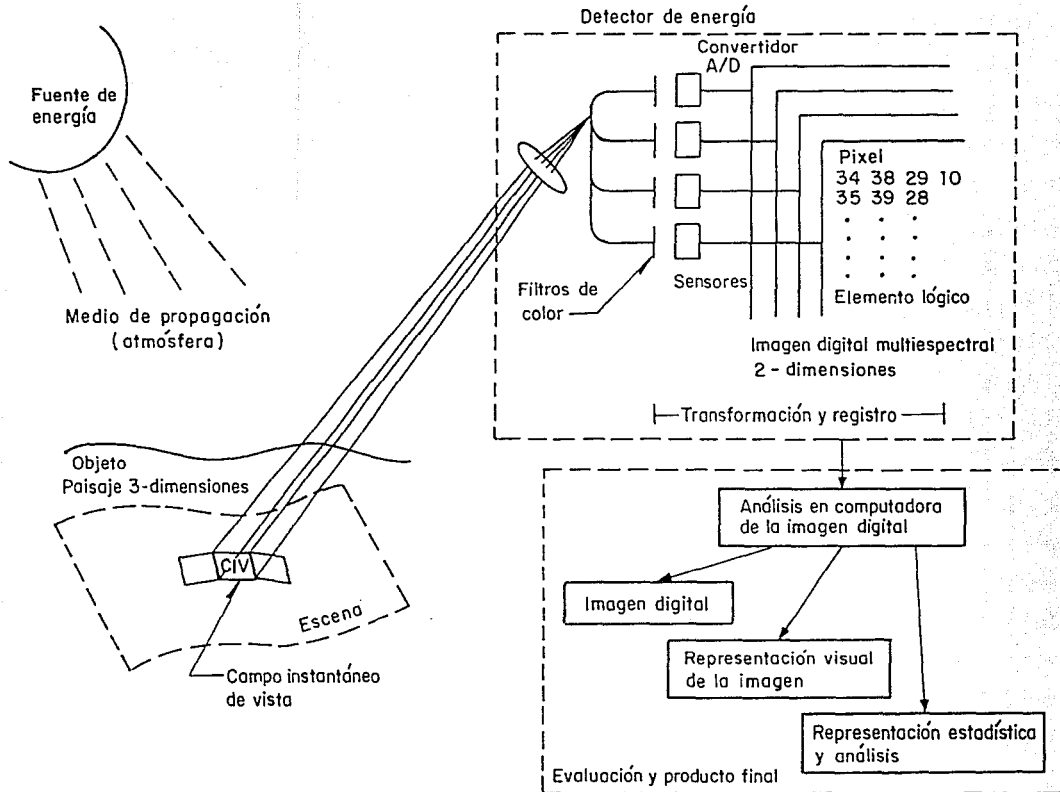 Detector de energía
Convertidor
A/D
Fuente de
energía
Pixel
34 38 29 10
35 39 28
Filtros de
color
Sensores
Elemento lógico
Medio de propagación
(atmósfera)
Imagen digital multiespectral
2 - dimensiones
Transformación y registro
Objeto
Paisaje 3-dimensiones
CIV
Escena
Campo instantáneo
de vista
Análisis en computadora
de la imagen digital
Imagen digital
Representación visual
de la imagen
Representación estadística
y análisis
Evaluación y producto final